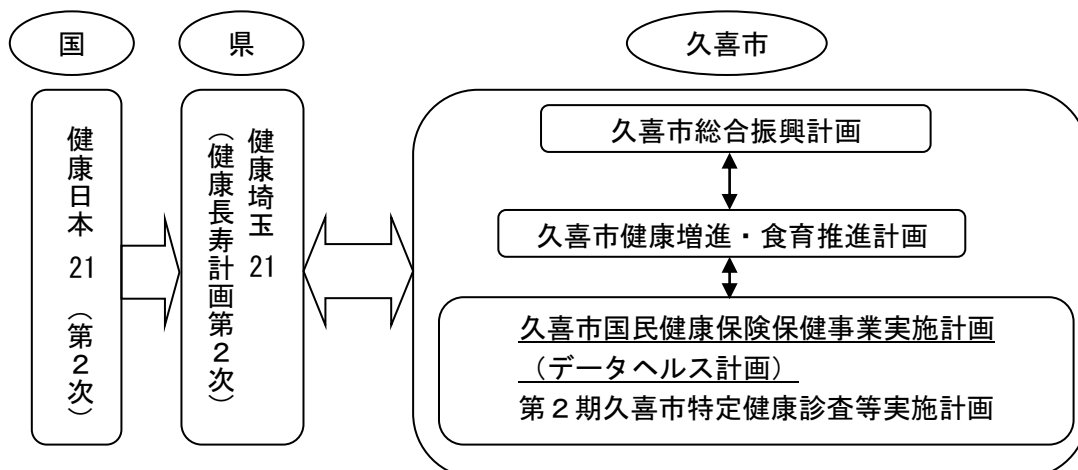 国
県
久喜市
健康日本 21 (第２次)
健康埼玉 21
(健康長寿計画第２次)
久喜市総合振興計画
久喜市健康増進・食育推進計画
久喜市国民健康保険保健事業実施計画
（データヘルス計画）
第２期久喜市特定健康診査等実施計画